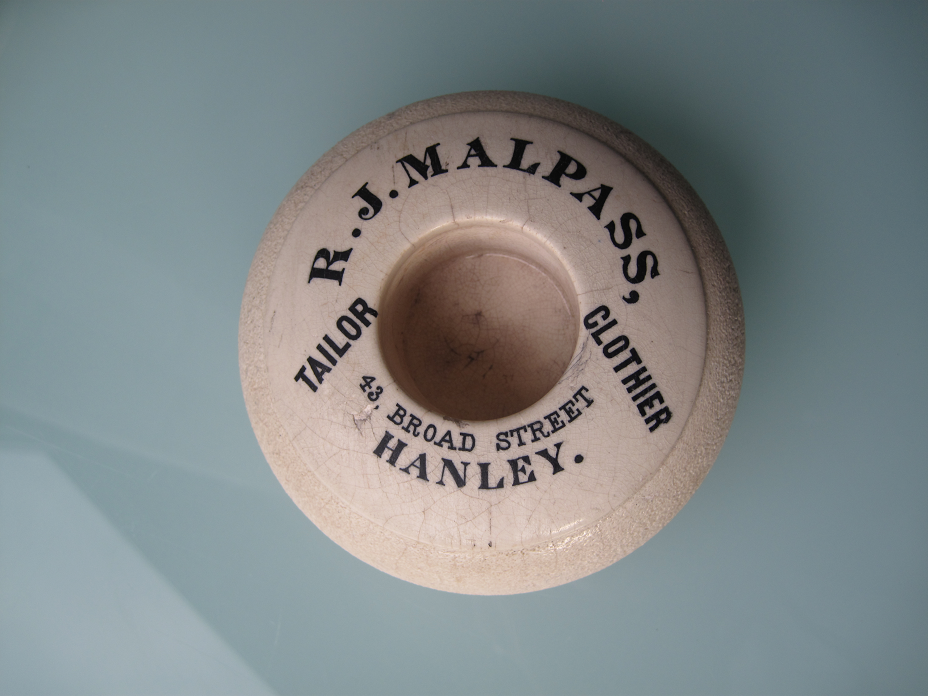 R. J. MALPASS,
TAILOR
CLOTHIER
43, BROAD STREET
HANLEY.